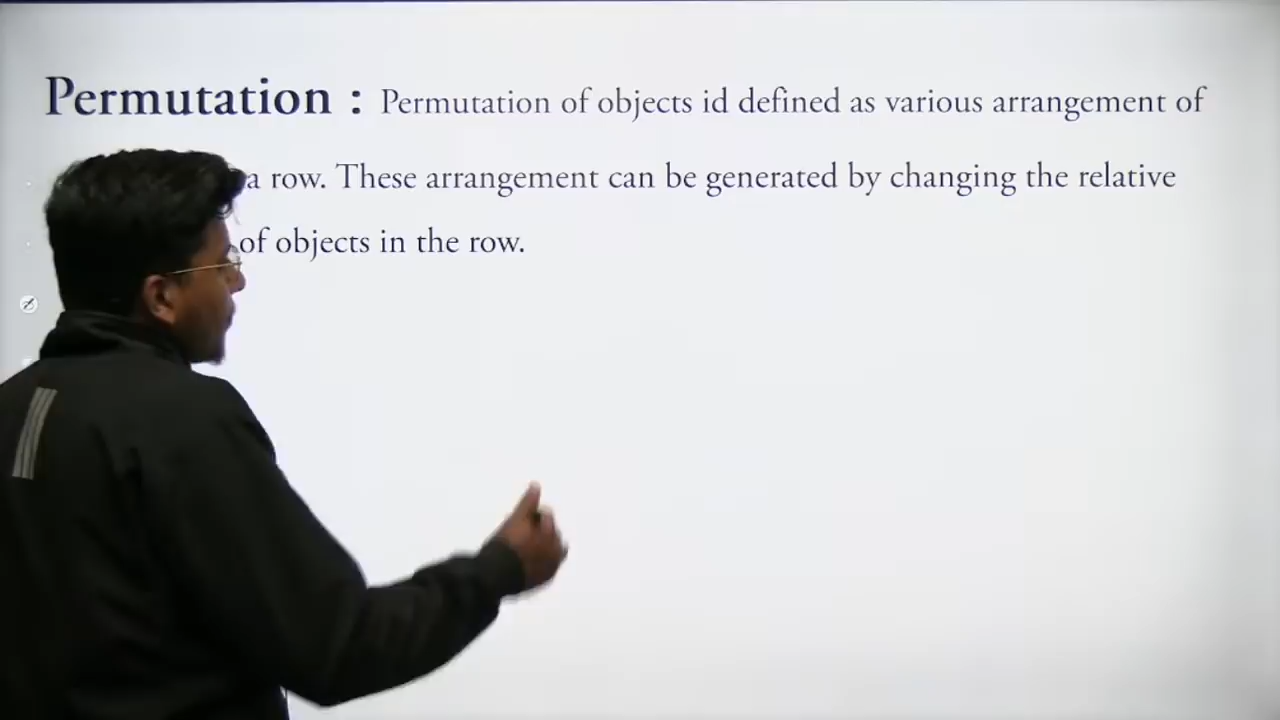 Permutation : Permutation of objects id defined as various arrangement of
a row. These arrangement can be generated by changing the relative
of objects in the row.